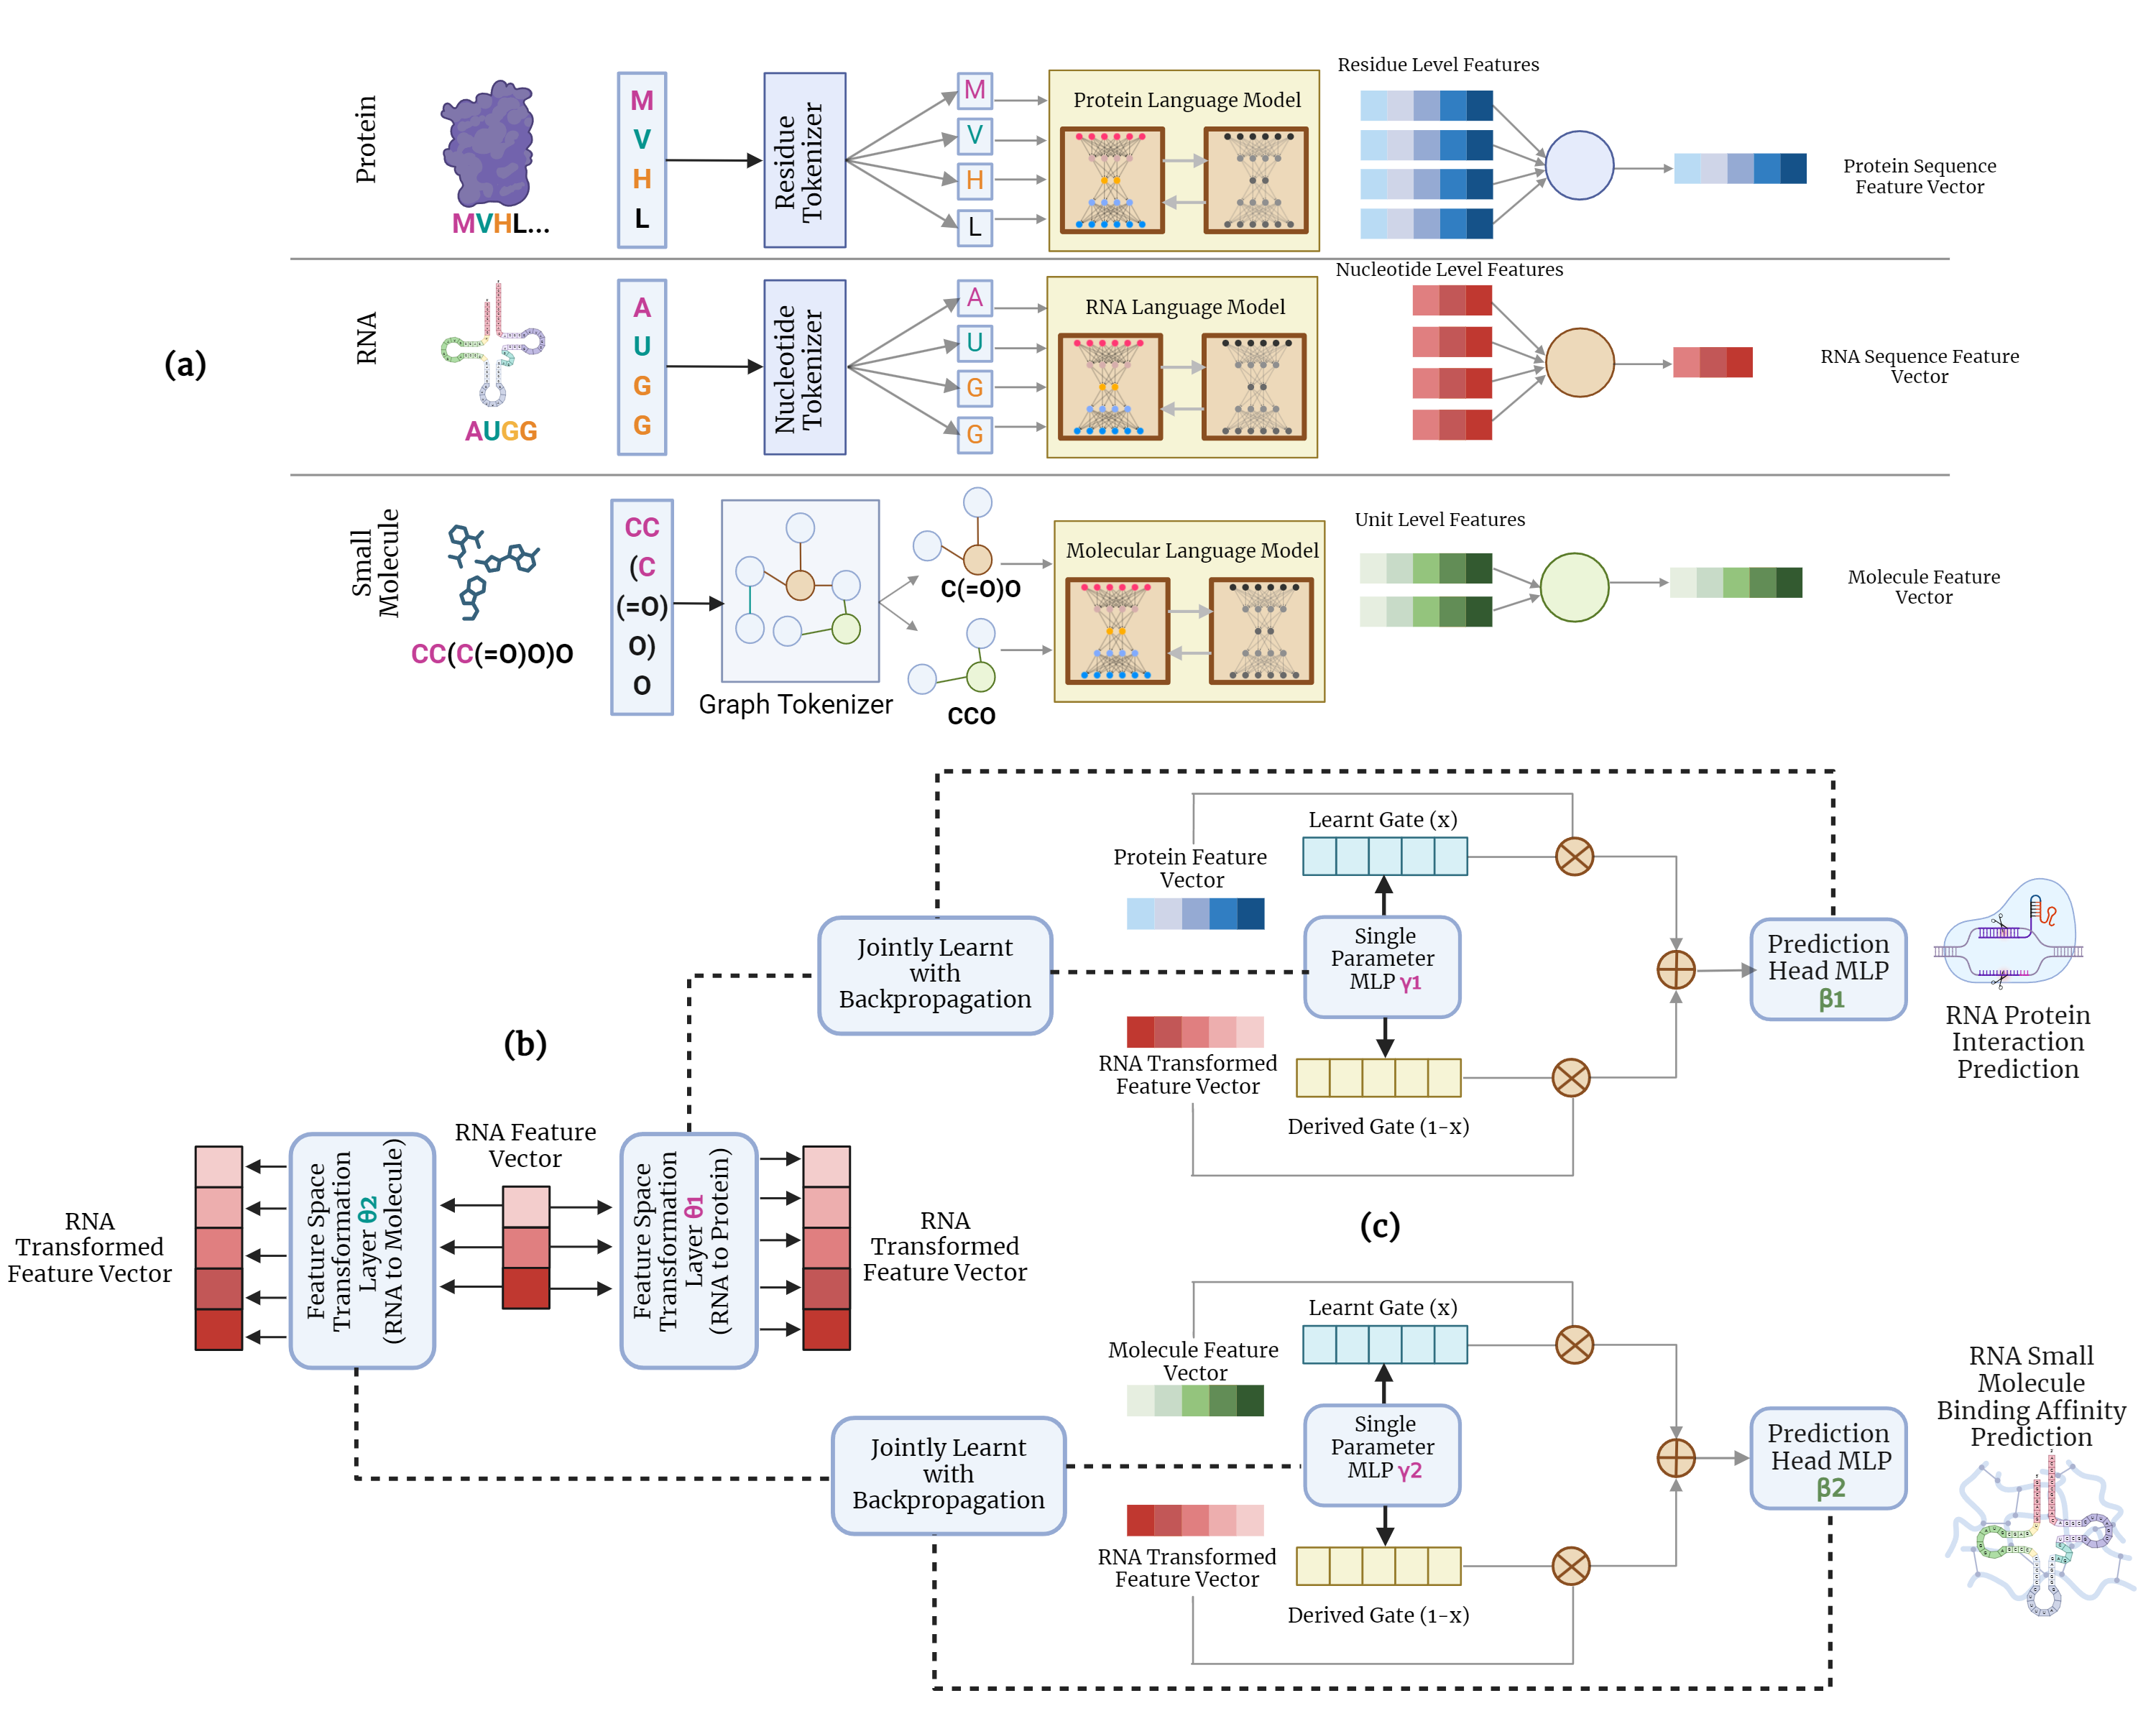 (a)
Protein
MVHL...
M
V
H
L
Residue
Tokenizer
M
V
H
L
Protein Language Model
Residue Level Features
Protein Sequence
Feature Vector
RNA
AUGG
A
U
G
G
Nucleotide
Tokenizer
A
U
G
G
RNA Language Model
Nucleotide Level Features
RNA Sequence Feature
Vector
Small
Molecule
CC(C(=O)O)O
CC
(C
(=O)
O)
O
Graph Tokenizer
C(=O)O
CCO
Molecular Language Model
Unit Level Features
Molecule Feature
Vector
(b)
RNA
Transformed
Feature Vector
Feature Space
Transformation
Layer θ2
(RNA to Molecule)
RNA Feature
Vector
Feature Space
Transformation
Layer θ1
(RNA to Protein)
RNA
Transformed
Feature Vector
Jointly Learnt
with
Backpropagation
Jointly Learnt
with
Backpropagation
(c)
Protein Feature
Vector
Learnt Gate (x)
Single
Parameter
MLP γ1
RNA Transformed
Feature Vector
Derived Gate (1-x)
Prediction
Head MLP
β1
RNA Protein
Interaction
Prediction
Molecule Feature
Vector
Learnt Gate (x)
Single
Parameter
MLP γ2
RNA Transformed
Feature Vector
Derived Gate (1-x)
Prediction
Head MLP
β2
RNA Small
Molecule
Binding Affinity
Prediction